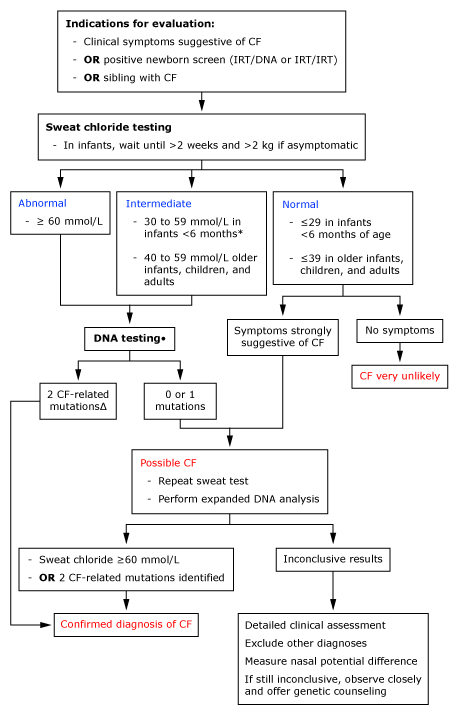 Indications for evaluation:
- Clinical symptoms suggestive of CF
- OR positive newborn screen (IRT/DNA or IRT/IRT)
- OR sibling with CF
Sweat chloride testing
- In infants, wait until >2 weeks and >2 kg if asymptomatic
Abnormal
- ≥ 60 mmol/L
Intermediate
- 30 to 59 mmol/L in
infants <6 months*
- 40 to 59 mmol/L older
infants, children, and
adults
Normal
- ≤29 in infants
<6 months of age
- ≤39 in older infants,
children, and adults
DNA testing•
Symptoms strongly
suggestive of CF
No symptoms
CF very unlikely
2 CF-related
mutationsΔ
0 or 1
mutations
Possible CF
- Repeat sweat test
- Perform expanded DNA analysis
- Sweat chloride ≥60 mmol/L
- OR 2 CF-related mutations identified
Inconclusive results
Confirmed diagnosis of CF
Detailed clinical assessment
Exclude other diagnoses
Measure nasal potential difference
If still inconclusive, observe closely
and offer genetic counseling